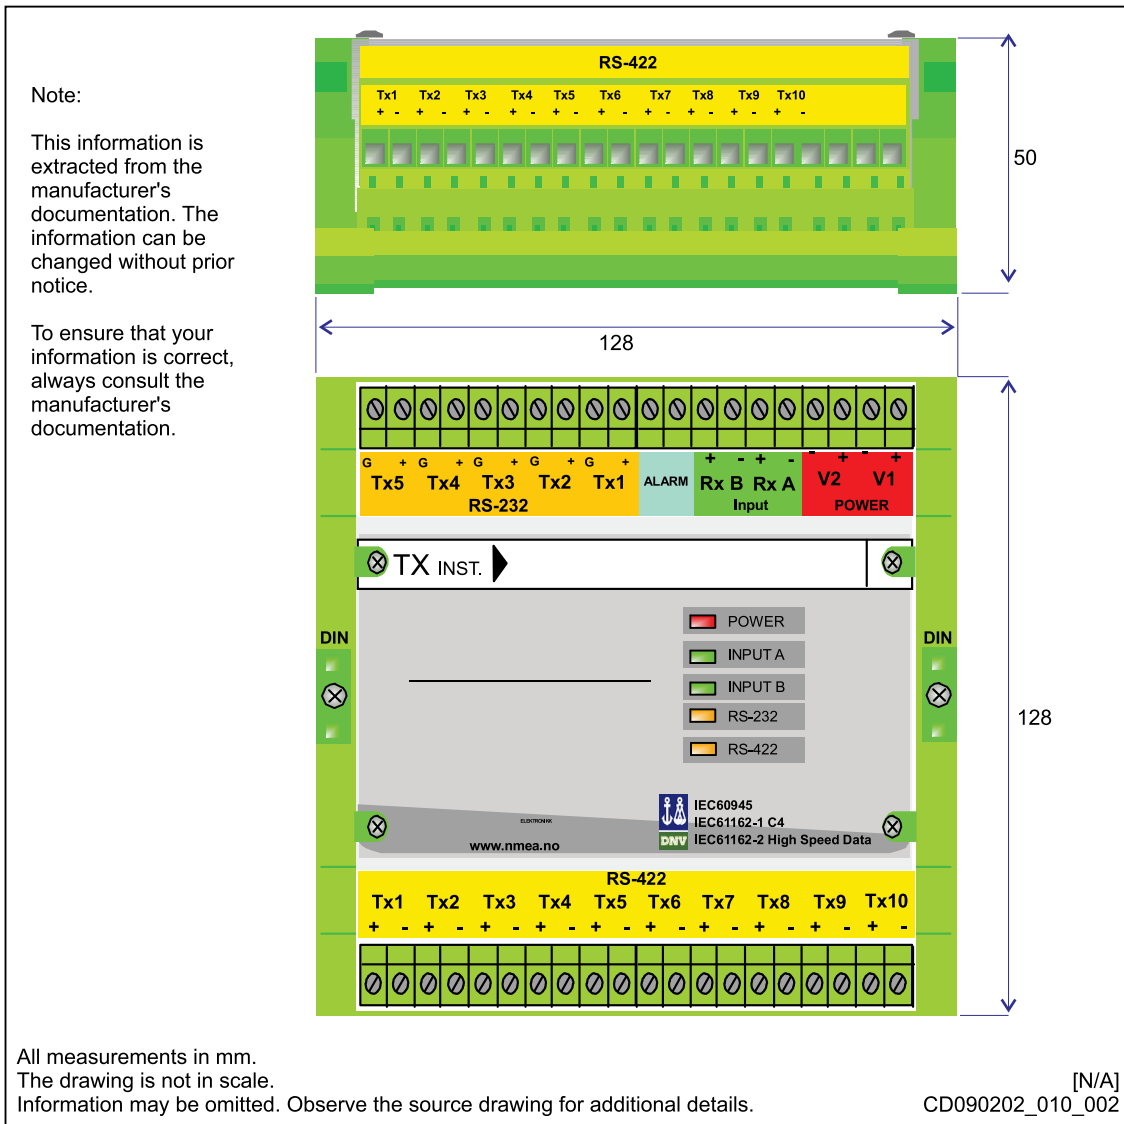 RS-422
Tx1 Tx2 Tx3 Tx4 Tx5 Tx6 Tx7 Tx8 Tx9 Tx10
+ - + - + - + - + - + - + - + - + - + -
Note:
This information is
extracted from the
manufacturer's
documentation. The
information can be
changed without prior
notice.
To ensure that your
information is correct,
always consult the
manufacturer's
documentation.
50
128
G + G + G + G + G + + - + - - + - +
Tx5 Tx4 Tx3 Tx2 Tx1 ALARM Rx B Rx A V2 V1
RS-232 Input POWER
TX INST.
POWER
INPUT A
INPUT B
RS-232
RS-422
DIN DIN
128
IEC60945
IEC61162-1 C4
DNV IEC61162-2 High Speed Data
ELEKTRONIKK
www.nmea.no
RS-422
Tx1 Tx2 Tx3 Tx4 Tx5 Tx6 Tx7 Tx8 Tx9 Tx10
+ - + - + - + - + - + - + - + - + - + -
All measurements in mm.
The drawing is not in scale.
Information may be omitted. Observe the source drawing for additional details.
[N/A]
CD090202_010_002